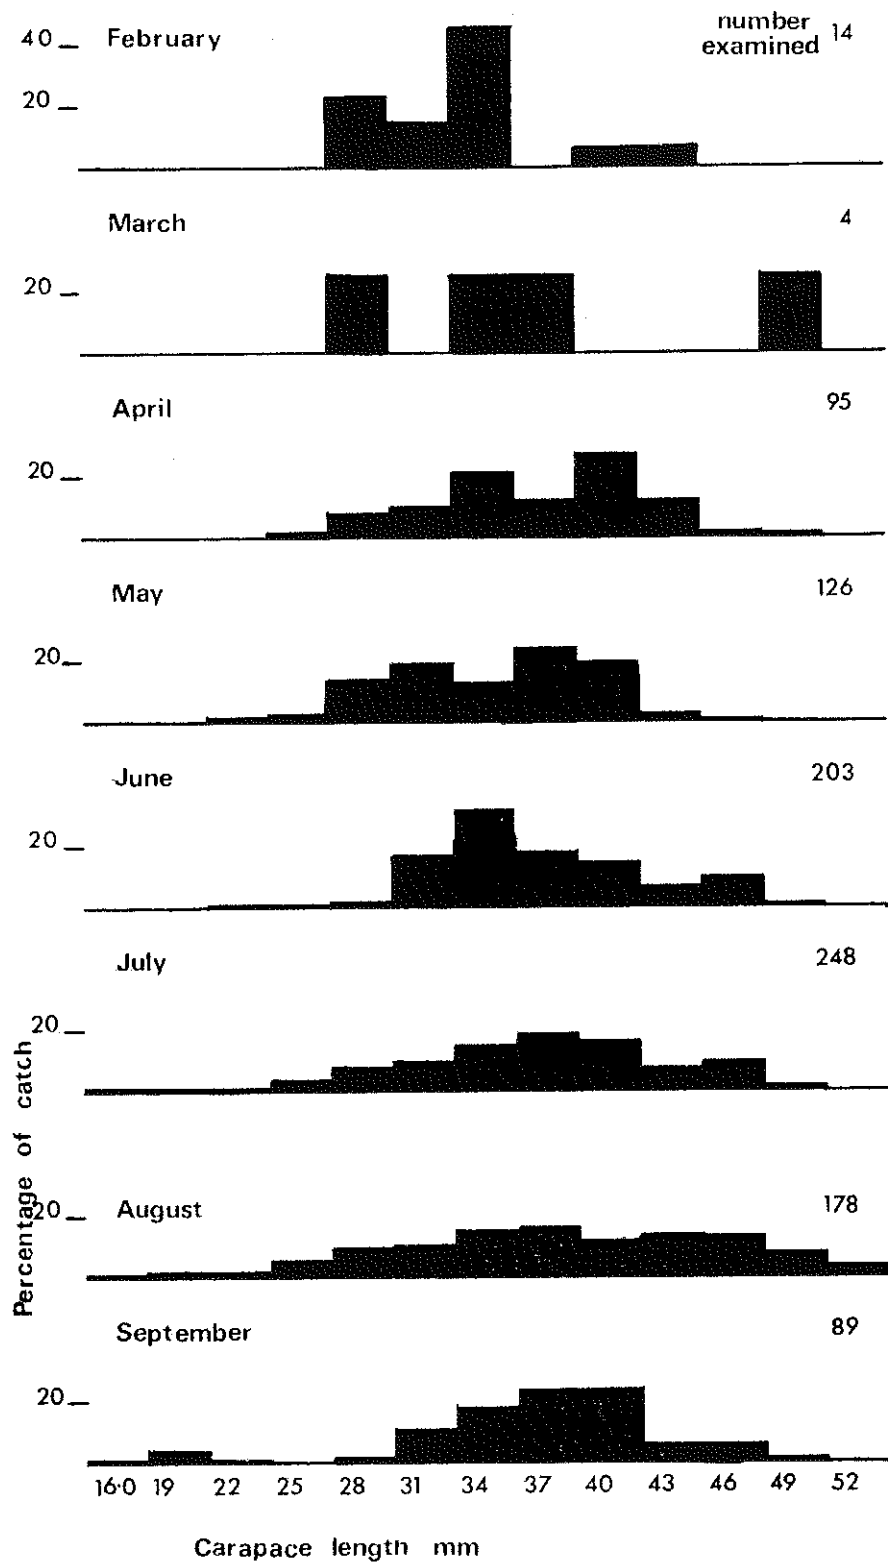 number
40 February examined 14
20
March 4
20
April 95
20
May 126
20
June 203
20
July 248
20
Percentage of catch
August 178
20
September 89
20
16·0 19 22 25 28 31 34 37 40 43 46 49 52
Carapace length mm